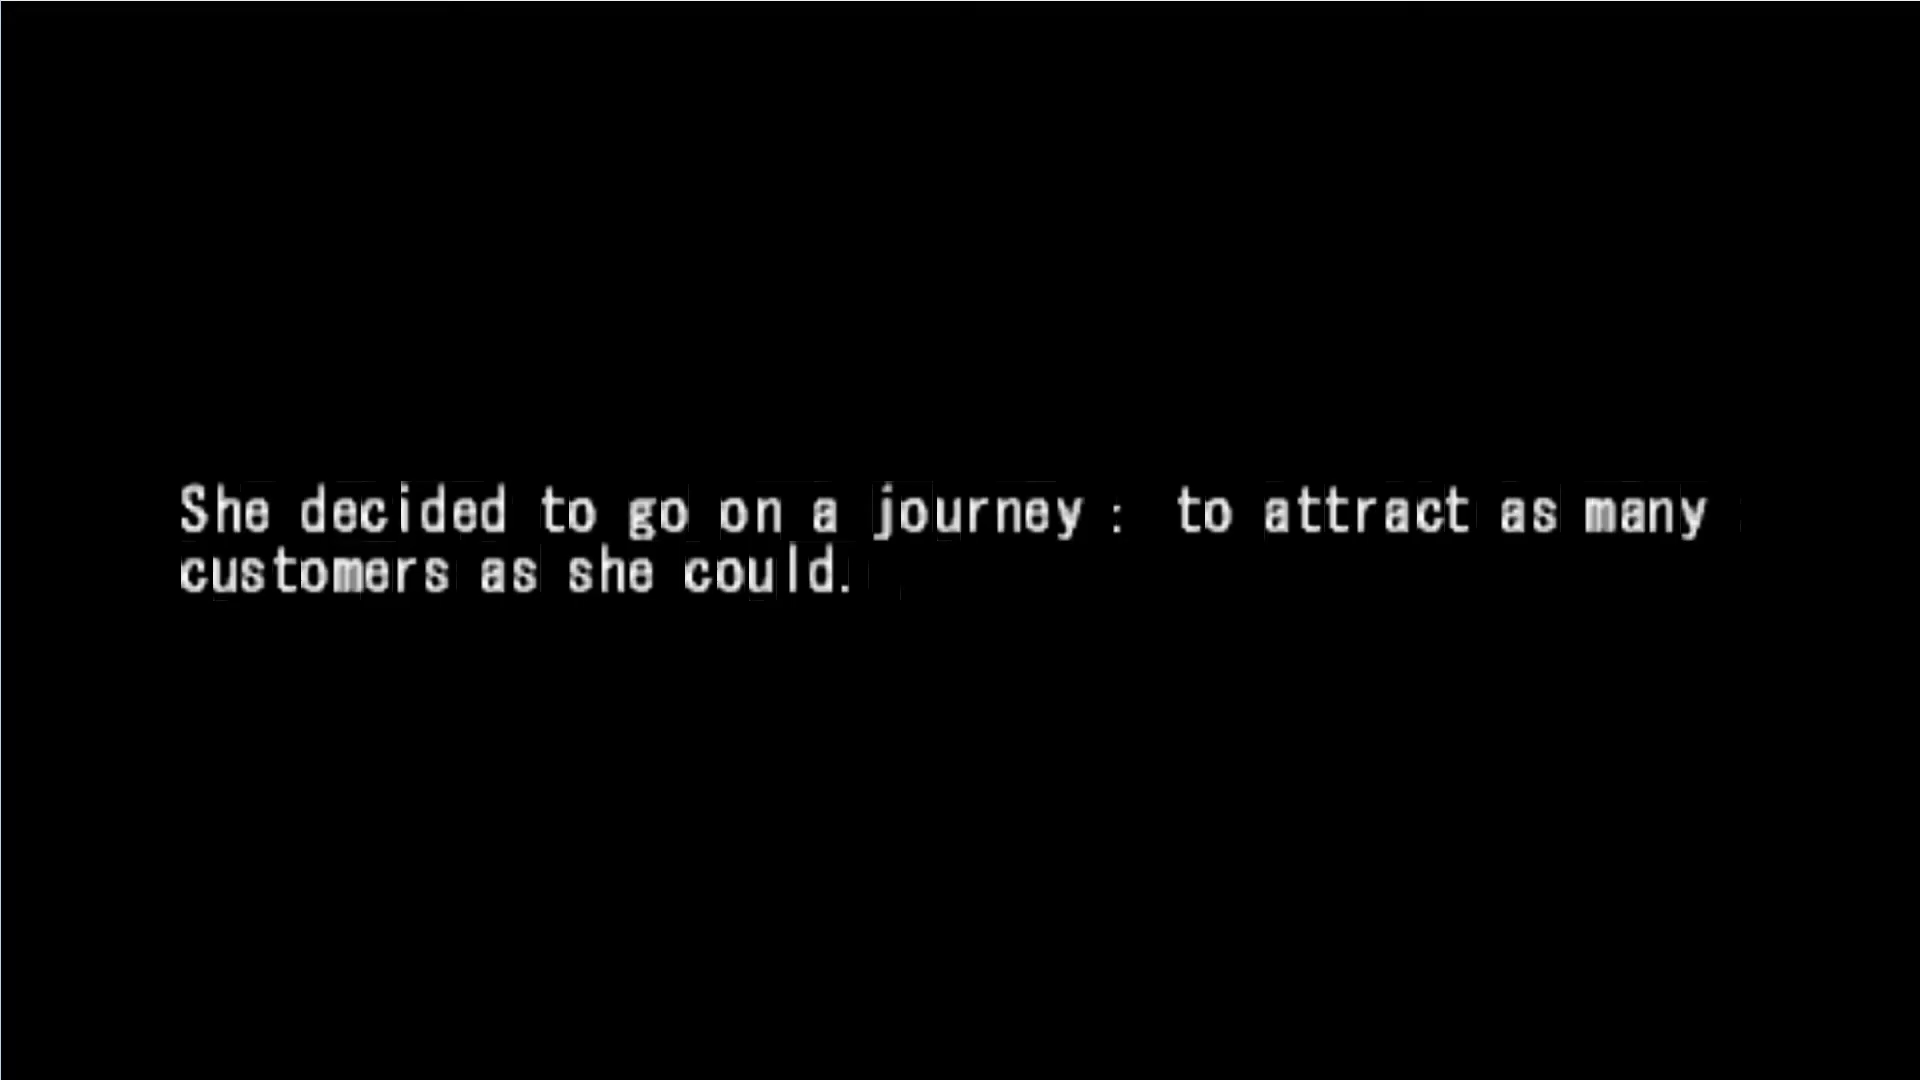 She decided to go on a journey: to attract as many
customers as she could.